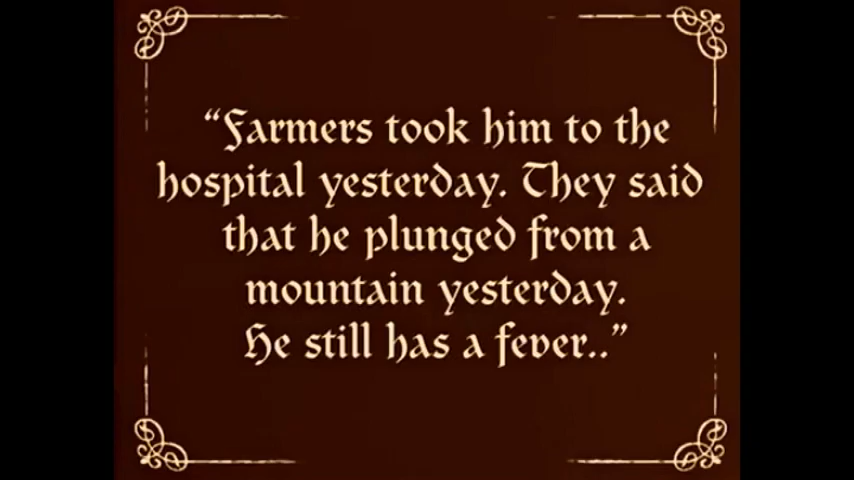 “Farmers took him to the
hospital yesterday. They said
that he plunged from a
mountain yesterday.
He still has a fever..”